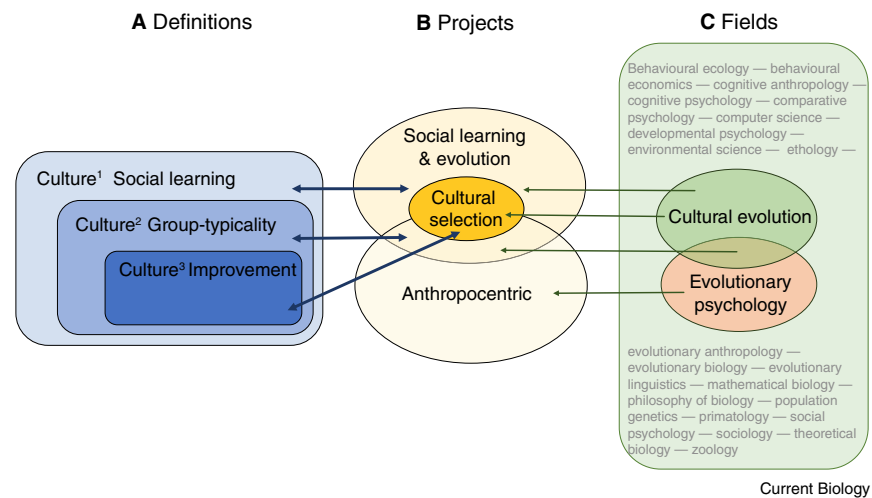 A Definitions
B Projects
C Fields
Behavioural ecology — behavioural
economics — cognitive anthropology —
cognitive psychology — comparative
psychology — computer science —
developmental psychology —
environmental science — ethology —
Social learning
& evolution
Culture¹ Social learning
Cultural
selection
Cultural evolution
Culture² Group-typicality
Culture³ Improvement
Anthropocentric
Evolutionary
psychology
evolutionary anthropology —
evolutionary biology — evolutionary
linguistics — mathematical biology —
philosophy of biology — population
genetics — primatology — social
psychology — sociology — theoretical
biology — zoology
Current Biology